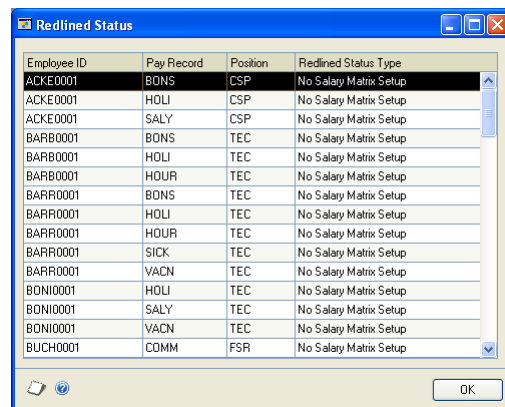 Redlined Status
Employee ID Pay Record Position Redlined Status Type
ACKE0001 BONS CSP No Salary Matrix Setup
ACKE0001 HOLI CSP No Salary Matrix Setup
ACKE0001 SALY CSP No Salary Matrix Setup
BARB0001 BONS TEC No Salary Matrix Setup
BARB0001 HOLI TEC No Salary Matrix Setup
BARB0001 HOUR TEC No Salary Matrix Setup
BARR0001 BONS TEC No Salary Matrix Setup
BARR0001 HOLI TEC No Salary Matrix Setup
BARR0001 HOUR TEC No Salary Matrix Setup
BARR0001 SICK TEC No Salary Matrix Setup
BARR0001 VACN TEC No Salary Matrix Setup
BONI0001 HOLI TEC No Salary Matrix Setup
BONI0001 SALY TEC No Salary Matrix Setup
BONI0001 VACN TEC No Salary Matrix Setup
BUCH0001 COMM FSR No Salary Matrix Setup
OK